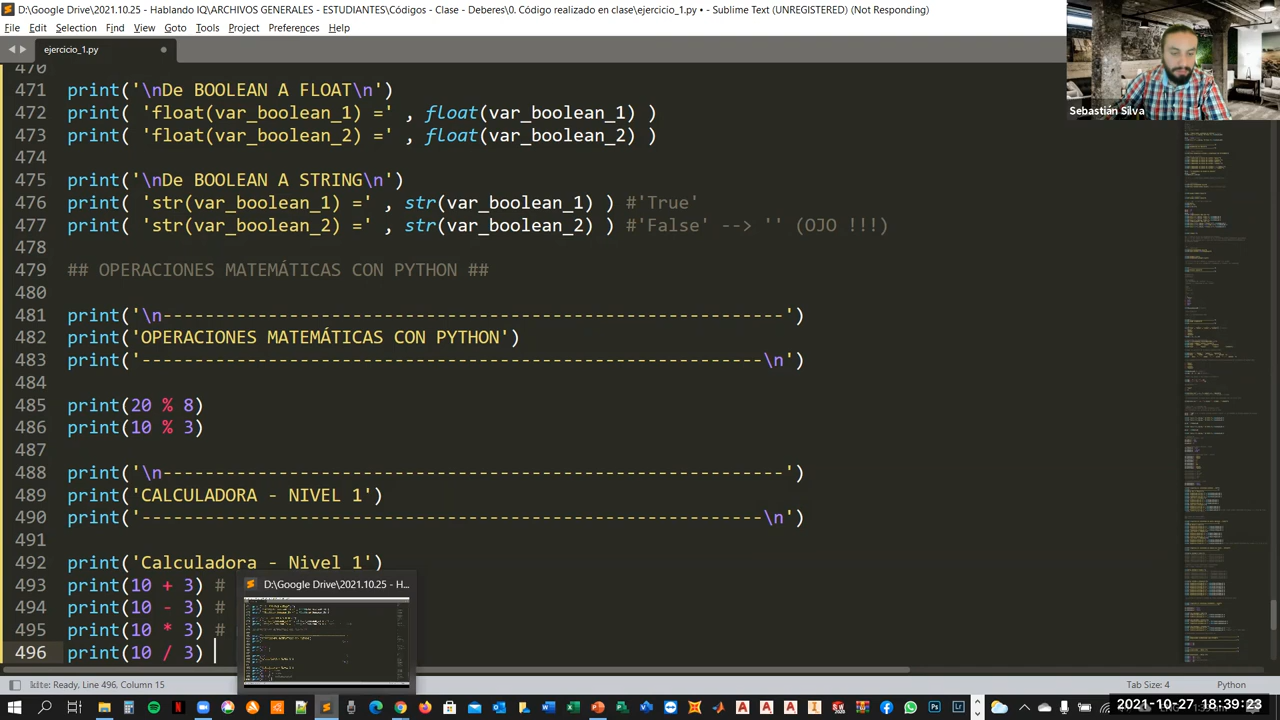 D:\Google Drive\2021.10.25 - Hablando IQ\ARCHIVOS GENERALES - ESTUDIANTES\Códigos - Clase - Deberes\0. Código realizado en clase\ejercicio_1.py • - Sublime Text (UNREGISTERED) (Not Responding)
File Edit Selection Find View Goto Tools Project Preferences Help
ejercicio_1.py
Sebastián Silva
470
471 print('\nDe BOOLEAN A FLOAT\n')
472 print( 'float(var_boolean_1) =' , float(var_boolean_1) )
473 print( 'float(var_boolean_2) =' , float(var_boolean_2) )
474
475 print('\nDe BOOLEAN A STRING\n')
476 print( 'str(var_boolean_1) =' , str(var_boolean_1) ) #'True'
477 print( 'str(var_boolean_2) =' , str(var_boolean_2) ) #'False' --> '' (OJO !!!)
478
479 ## OPERACIONES MATEMÁTICAS CON PYTHON ##
480
481 print('\n------------------------------------------------------------')
482 print('OPERACIONES MATEMÁTICAS CON PYTHON')
483 print('------------------------------------------------------------\n')
484
485 print(20 % 8)
486 print(10 % 3)
487
488 print('\n------------------------------------------------------------')
489 print('CALCULADORA - NIVEL 1')
490 print('------------------------------------------------------------\n')
491
492 print('Calculadora - Nivel 1')
493 print(10 + 3) #
494 print(10 - 3) #
495 print(10 * 3) #
496 print(10 / 3)
D:\Google Drive\2021.10.25 - H...
Line 496, Column 15
Tab Size: 4
Python
2021-10-27 18:39:23